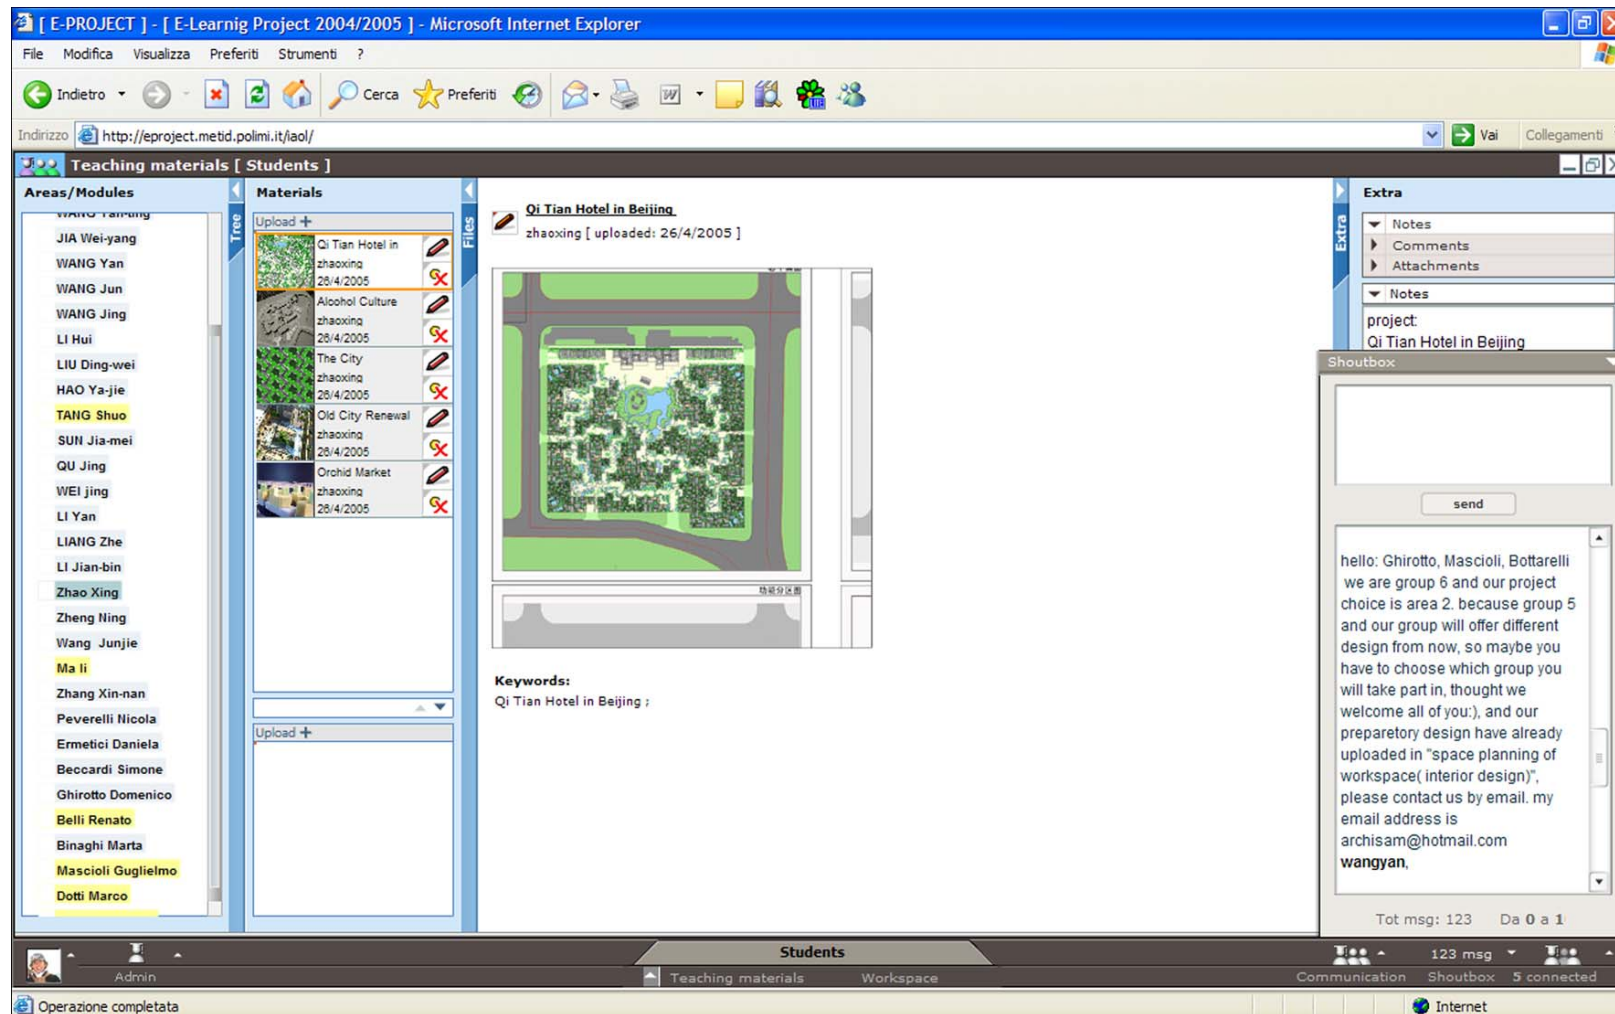 [ E-PROJECT ] - [ E-Learnig Project 2004/2005 ] - Microsoft Internet Explorer
File Modifica Visualizza Preferiti Strumenti ?
Indietro Cerca Preferiti
Indirizzo http://eproject.metid.polimi.it/iaol/ Vai Collegamenti
Teaching materials [ Students ]
Areas/Modules
WANG Yan-ting
JIA Wei-yang
WANG Yan
WANG Jun
WANG Jing
LI Hui
LIU Ding-wei
HAO Ya-jie
TANG Shuo
SUN Jia-mei
QU Jing
WEI jing
LI Yan
LIANG Zhe
LI Jian-bin
Zhao Xing
Zheng Ning
Wang Junjie
Ma li
Zhang Xin-nan
Peverelli Nicola
Ermetici Daniela
Beccardi Simone
Ghirotto Domenico
Belli Renato
Binaghi Marta
Mascioli Guglielmo
Dotti Marco
Tree
Materials
Upload +
Qi Tian Hotel in
zhaoxing
26/4/2005
Alcohol Culture
zhaoxing
26/4/2005
The City
zhaoxing
26/4/2005
Old City Renewal
zhaoxing
26/4/2005
Orchid Market
zhaoxing
26/4/2005
Upload +
Files
Qi Tian Hotel in Beijing
zhaoxing [ uploaded: 26/4/2005 ]
功能分区图
Keywords:
Qi Tian Hotel in Beijing ;
Extra
Extra
Notes
Comments
Attachments
Notes
project:
Qi Tian Hotel in Beijing
Shoutbox
send
hello: Ghirotto, Mascioli, Bottarelli
we are group 6 and our project
choice is area 2. because group 5
and our group will offer different
design from now, so maybe you
have to choose which group you
will take part in, thought we
welcome all of you:), and our
preparetory design have already
uploaded in "space planning of
workspace( interior design)",
please contact us by email. my
email address is
archisam@hotmail.com
wangyan,
Tot msg: 123 Da 0 a 1
Admin
Students
Teaching materials Workspace
123 msg
Communication Shoutbox 5 connected
Operazione completata Internet